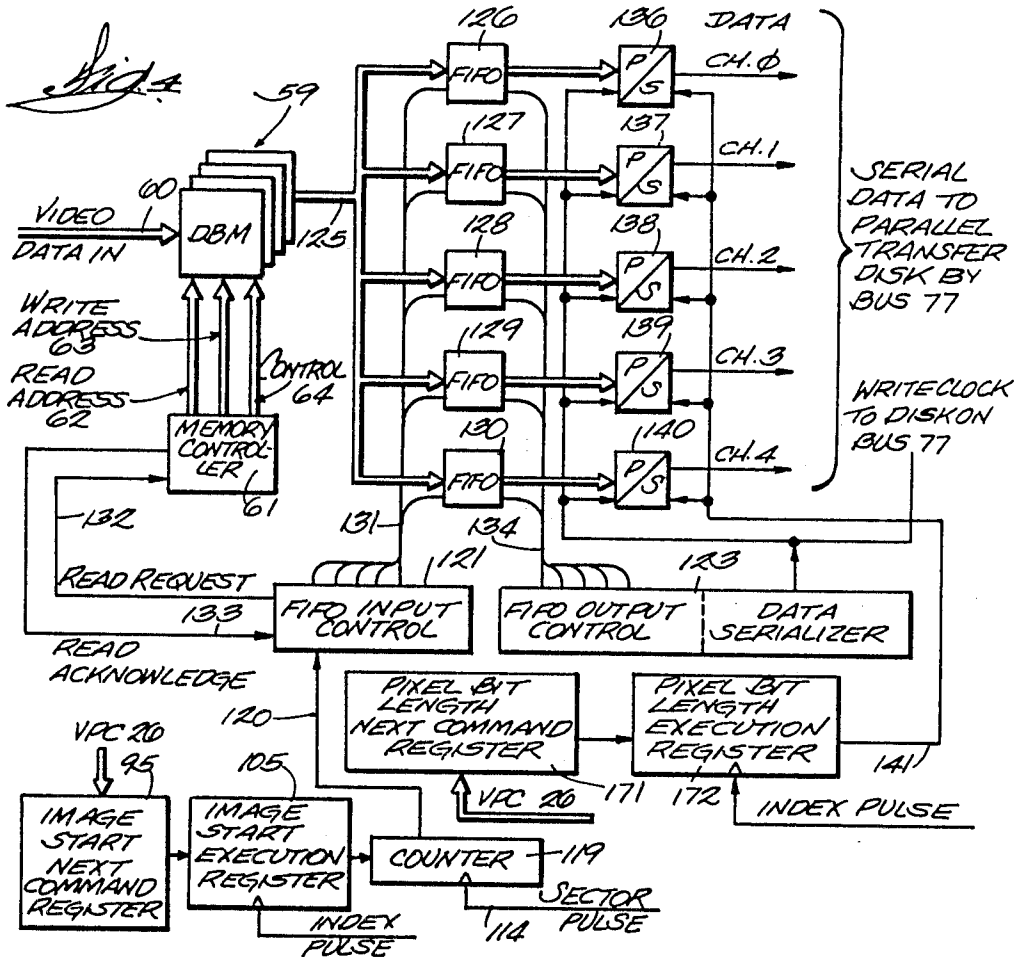 Fig. 4
126
136
DATA
FIFO
P/S
CH. Ø
59
127
137
FIFO
P/S
CH. 1
60
VIDEO
DATA IN
DBM
125
SERIAL
DATA TO
PARALLEL
TRANSFER
DISK BY
BUS 77
128
138
FIFO
P/S
CH. 2
WRITE
ADDRESS
63
129
139
FIFO
P/S
CH. 3
READ
ADDRESS
62
CONTROL
64
WRITE CLOCK
TO DISK ON
BUS 77
MEMORY
CONTROL-
LER
61
130
140
FIFO
P/S
CH. 4
132
131
134
121
123
READ REQUEST
133
FIFO INPUT
CONTROL
FIFO OUTPUT
CONTROL
DATA
SERIALIZER
READ
ACKNOWLEDGE
120
PIXEL BIT
LENGTH
NEXT COMMAND
REGISTER
PIXEL BIT
LENGTH
EXECUTION
REGISTER
VPC 26
95
105
171
172
141
VPC 26
INDEX PULSE
IMAGE
START
NEXT
COMMAND
REGISTER
IMAGE
START
EXECUTION
REGISTER
COUNTER
119
INDEX
PULSE
114
SECTOR
PULSE